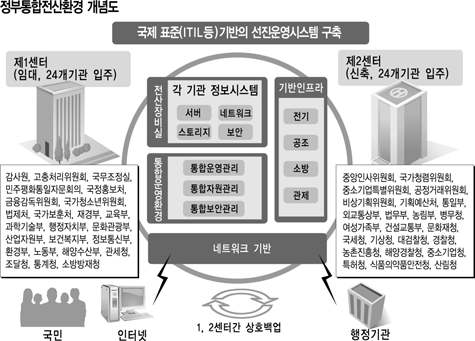 정부통합전산환경 개념도
국제 표준(ITIL등)기반의 선진운영시스템 구축
제1센터
(임대, 24개기관 입주)
제2센터
(신축, 24개기관 입주)
전산장비실
각 기관 정보시스템
서버
네트워크
스토리지
보안
통합운영환경
통합운영관리
통합자원관리
통합보안관리
기반인프라
전기
공조
소방
관제
감사원, 고충처리위원회, 국무조정실,
민주평화통일자문회의, 국정홍보처,
금융감독위원회, 국가청소년위원회,
법제처, 국가보훈처, 재경부, 교육부,
과학기술부, 행정자치부, 문화관광부,
산업자원부, 보건복지부, 정보통신부,
환경부, 노동부, 해양수산부, 관세청,
조달청, 통계청, 소방방재청
중앙인사위원회, 국가청렴위원회,
중소기업특별위원회, 공정거래위원회,
비상기획위원회, 기획예산처, 통일부,
외교통상부, 법무부, 농림부, 병무청,
여성가족부, 건설교통부, 문화재청,
국세청, 기상청, 대검찰청, 경찰청,
농촌진흥청, 해양경찰청, 중소기업청,
특허청, 식품의약품안전청, 산림청
네트워크 기반
국민
인터넷
1, 2센터간 상호백업
행정기관